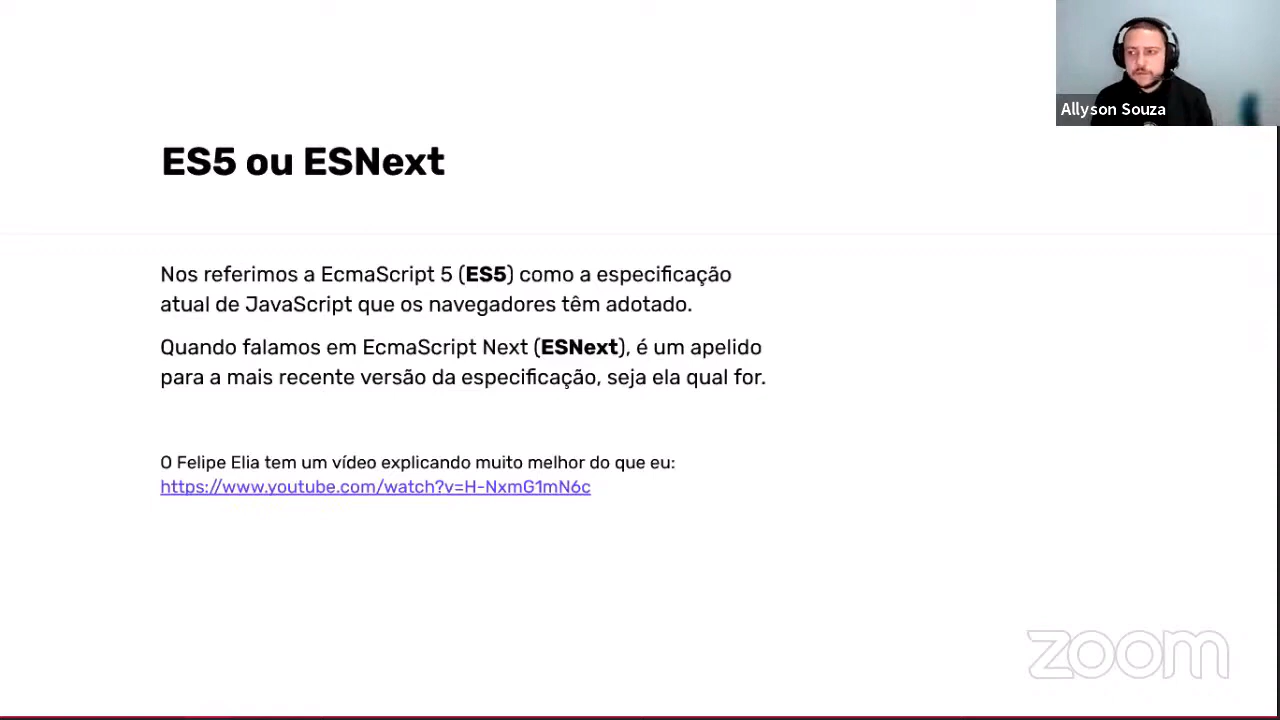 Allyson Souza
ES5 ou ESNext
Nos referimos a EcmaScript 5 (ES5) como a especificação
atual de JavaScript que os navegadores têm adotado.
Quando falamos em EcmaScript Next (ESNext), é um apelido
para a mais recente versão da especificação, seja ela qual for.
O Felipe Elia tem um vídeo explicando muito melhor do que eu:
https://www.youtube.com/watch?v=H-NxmG1mN6c
zoom